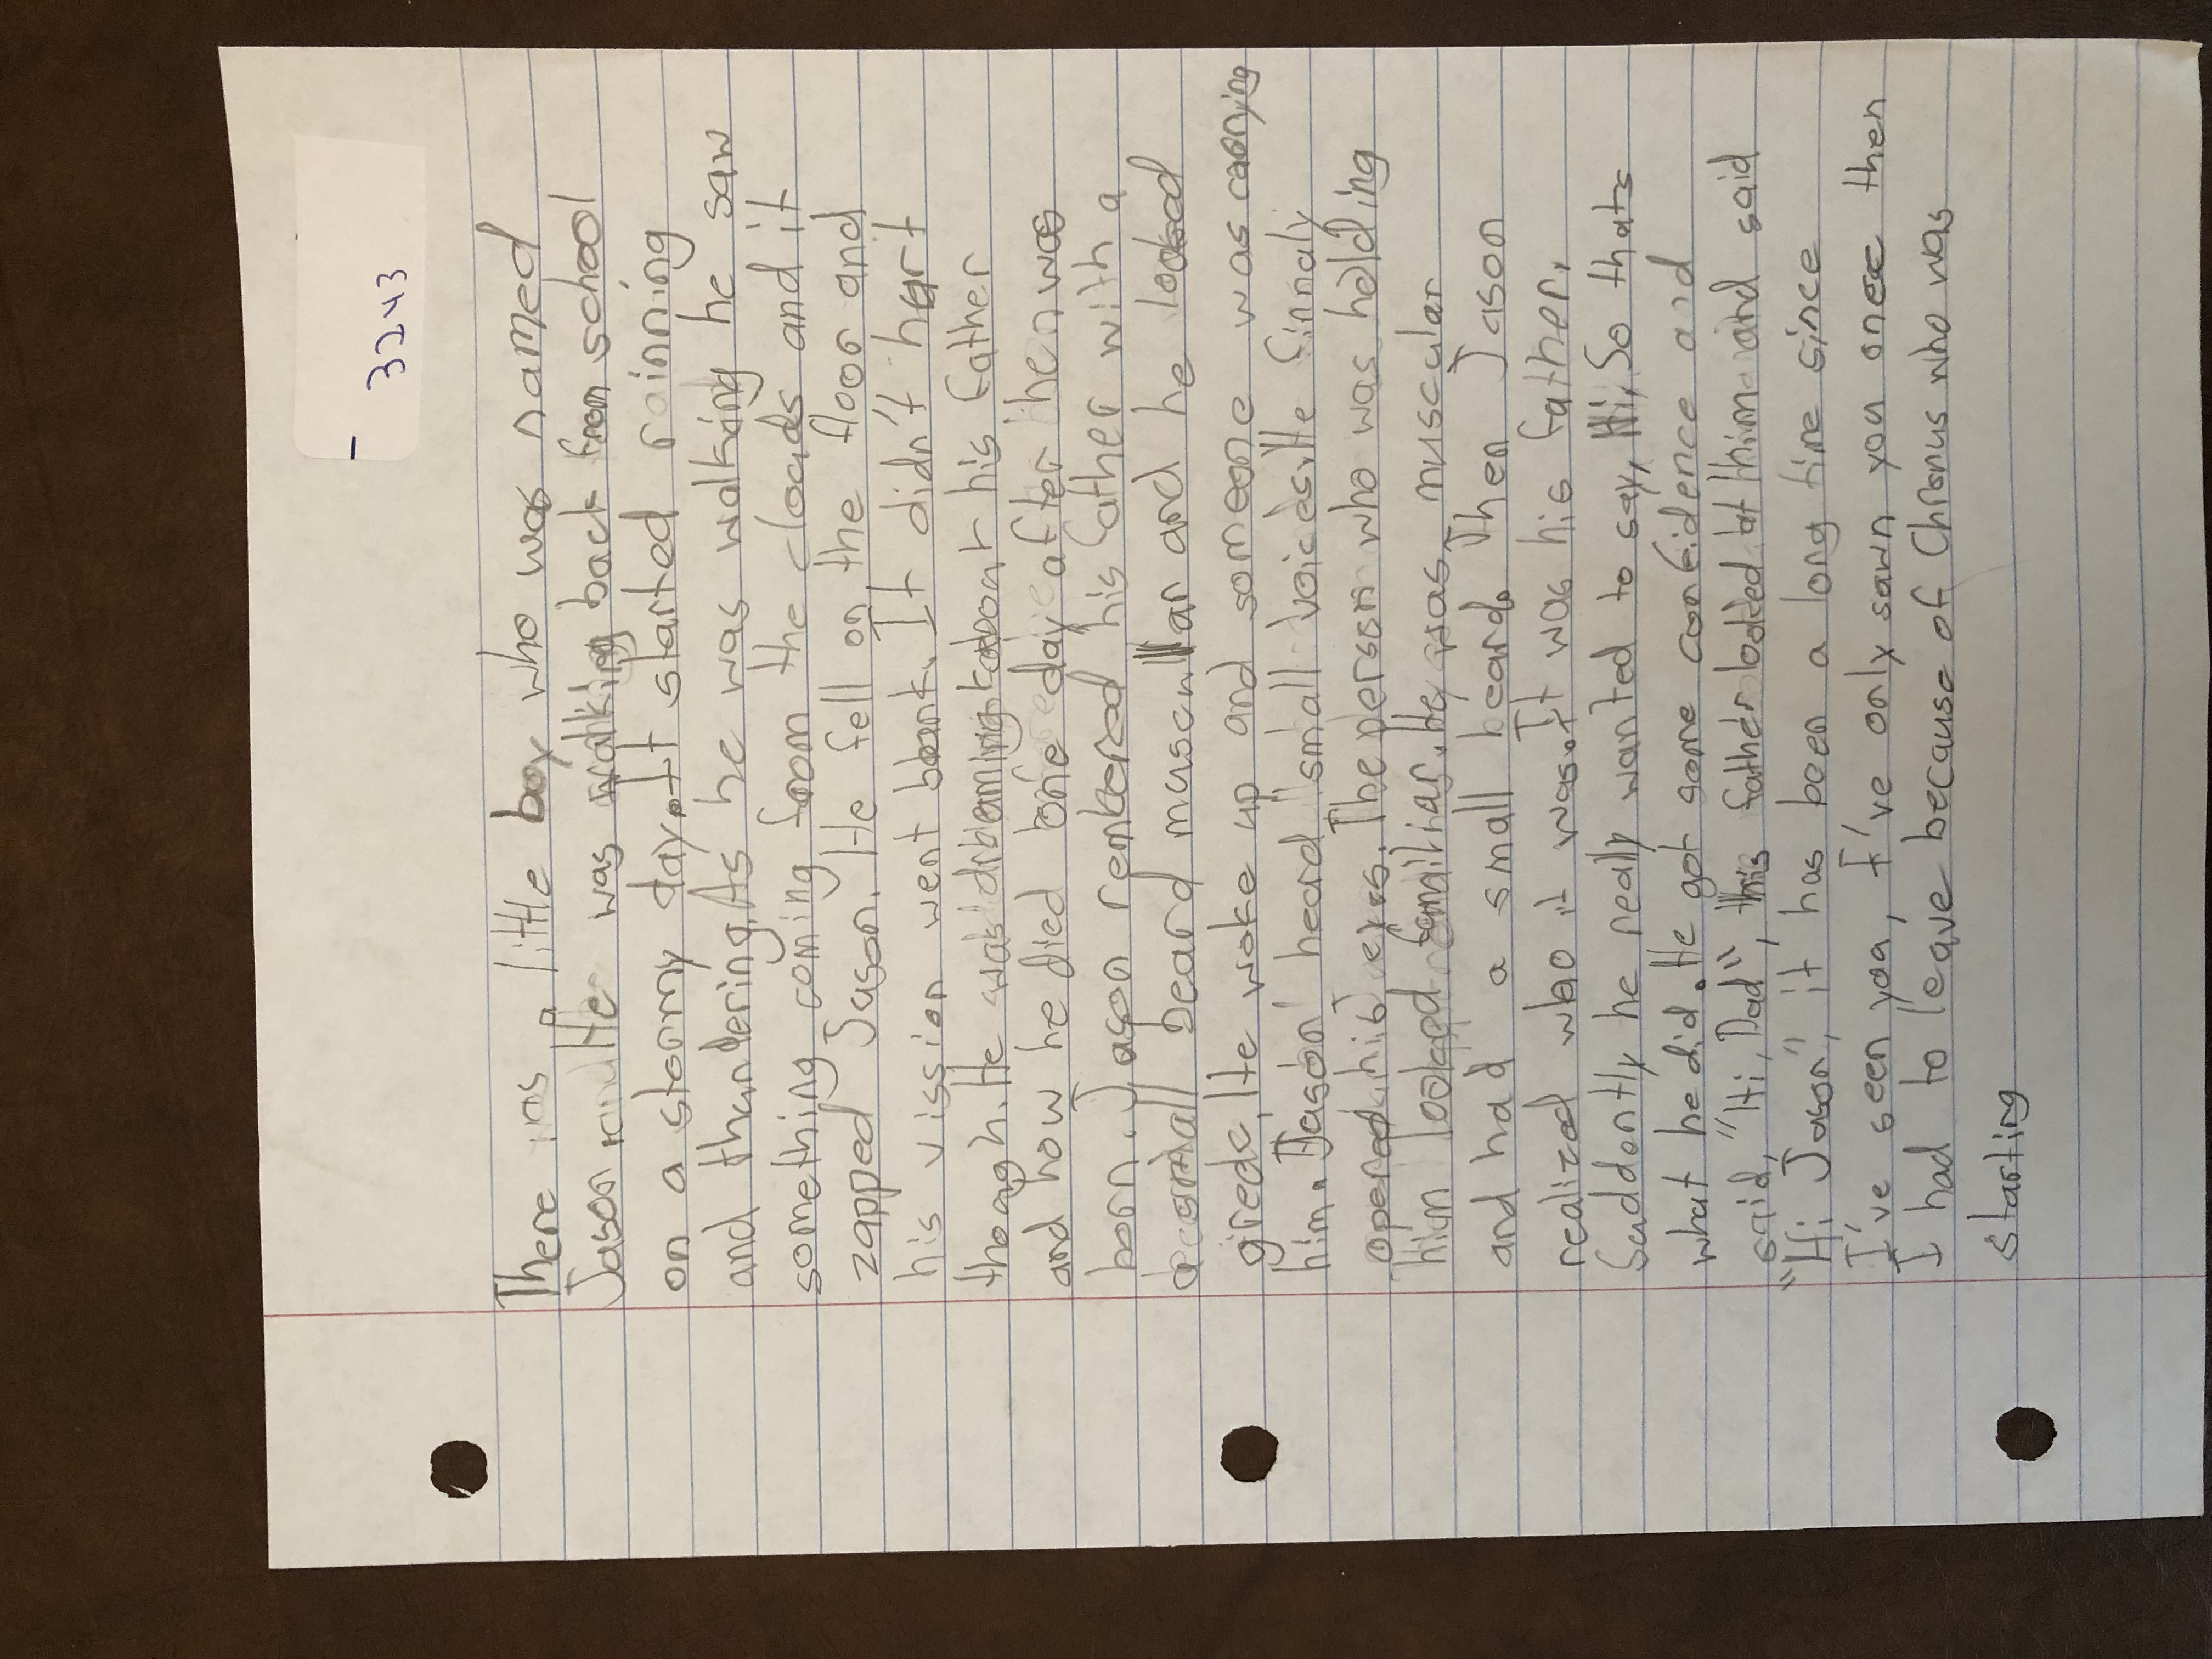 3243
There was a little boy who was named
Jason He was walking back from school
on a stormy day. It started rainning
and thundering. As he was walking he saw
something coming from the clouds and it
zapped Jason. He fell on the floor and
his vission went blank. It didn't hurt
though. He was dreaming about his father
and how he died one day after he was
born. Jason rembered his father with a
small beard muscullar and he looked
He woke up and someone was carrying
him. Jason heard small voices. He finnaly
opened his eyes. The person who was holding
him looked familiar. He was muscular
and had a small beard. Then Jason
realized who it was. It was his father.
Suddently he really wanted to say, Hi, So thats
what he did. He got some confidence and
said, "Hi, Dad", his father looked at him and said
"Hi Jason", it has been a long time since
I've seen you, I've only sawn you once then
I had to leave because of Chronus who was
starting